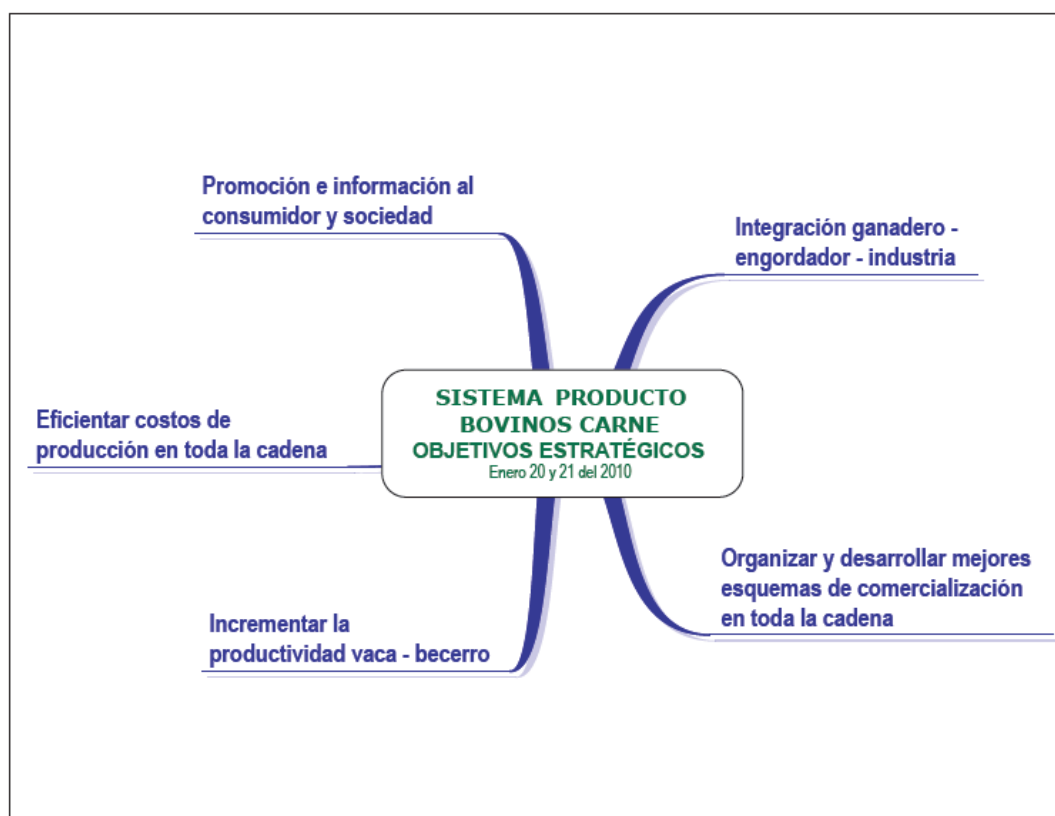 Promoción e información al
consumidor y sociedad
Integración ganadero -
engordador - industria
SISTEMA PRODUCTO
BOVINOS CARNE
OBJETIVOS ESTRATÉGICOS
Enero 20 y 21 del 2010
Eficientar costos de
producción en toda la cadena
Organizar y desarrollar mejores
esquemas de comercialización
en toda la cadena
Incrementar la
productividad vaca - becerro